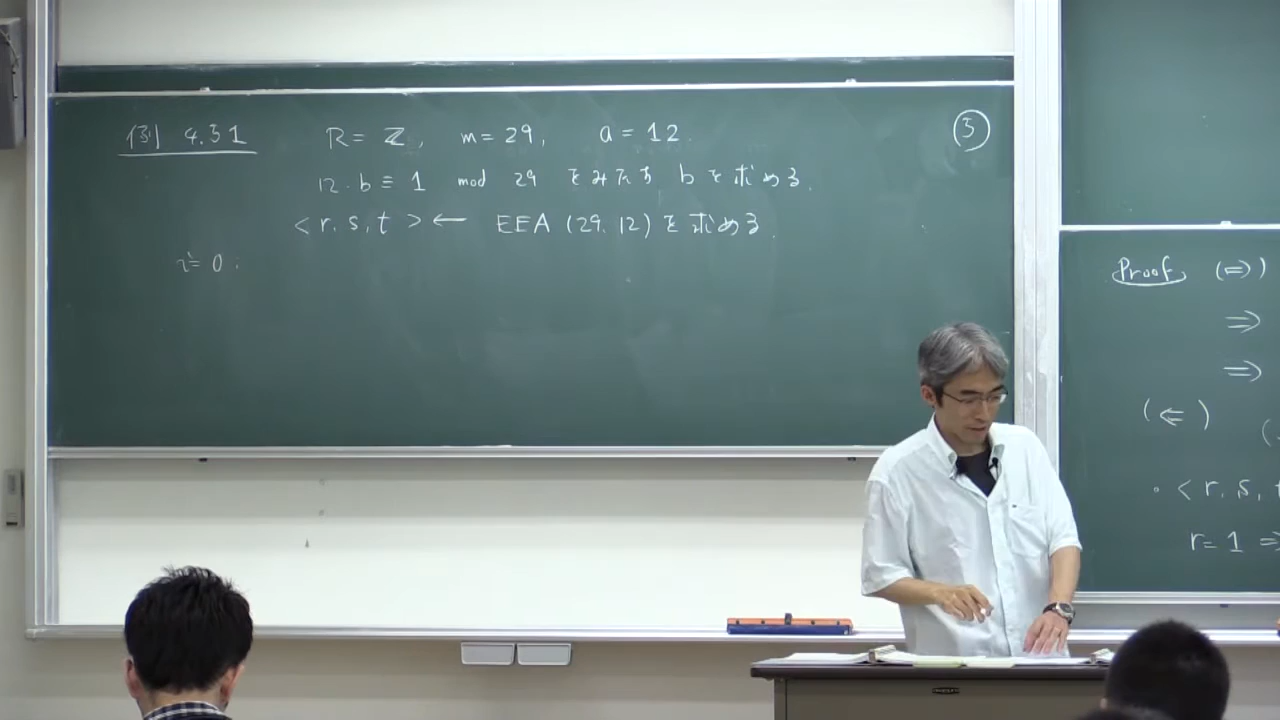 例 4.31 R = ℤ, m = 29, a = 12. ⑤
12・b ≡ 1 mod 29 をみたす b を求める.
< r, s, t > ← EEA (29, 12) を求める.
i = 0 :
Proof (⇒)
⇒
⇒
(⇐) (
・< r, s, t
r = 1 ⇒